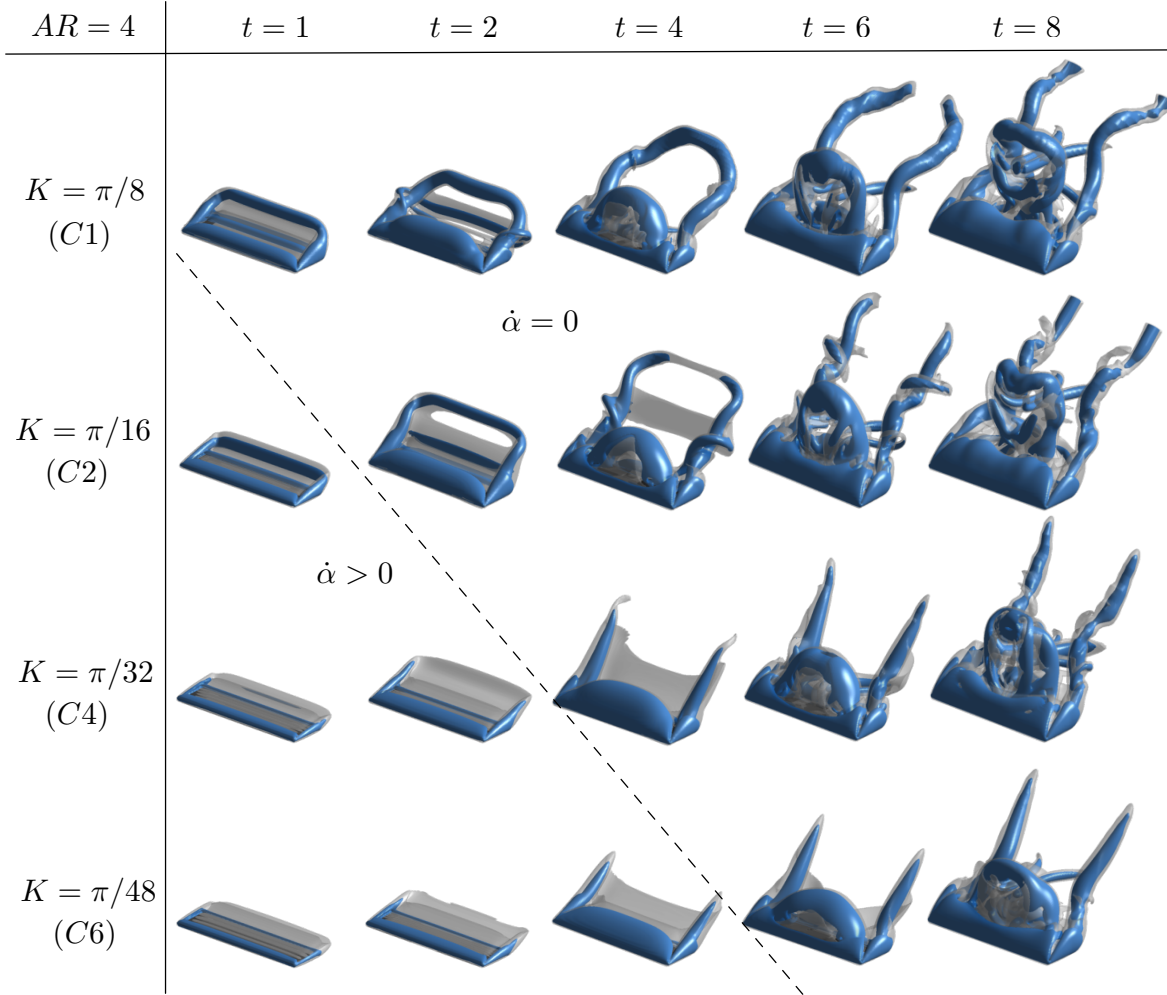 AR = 4 t = 1 t = 2 t = 4 t = 6 t = 8
K = π/8
(C1)
α̇ = 0
K = π/16
(C2)
α̇ > 0
K = π/32
(C4)
K = π/48
(C6)